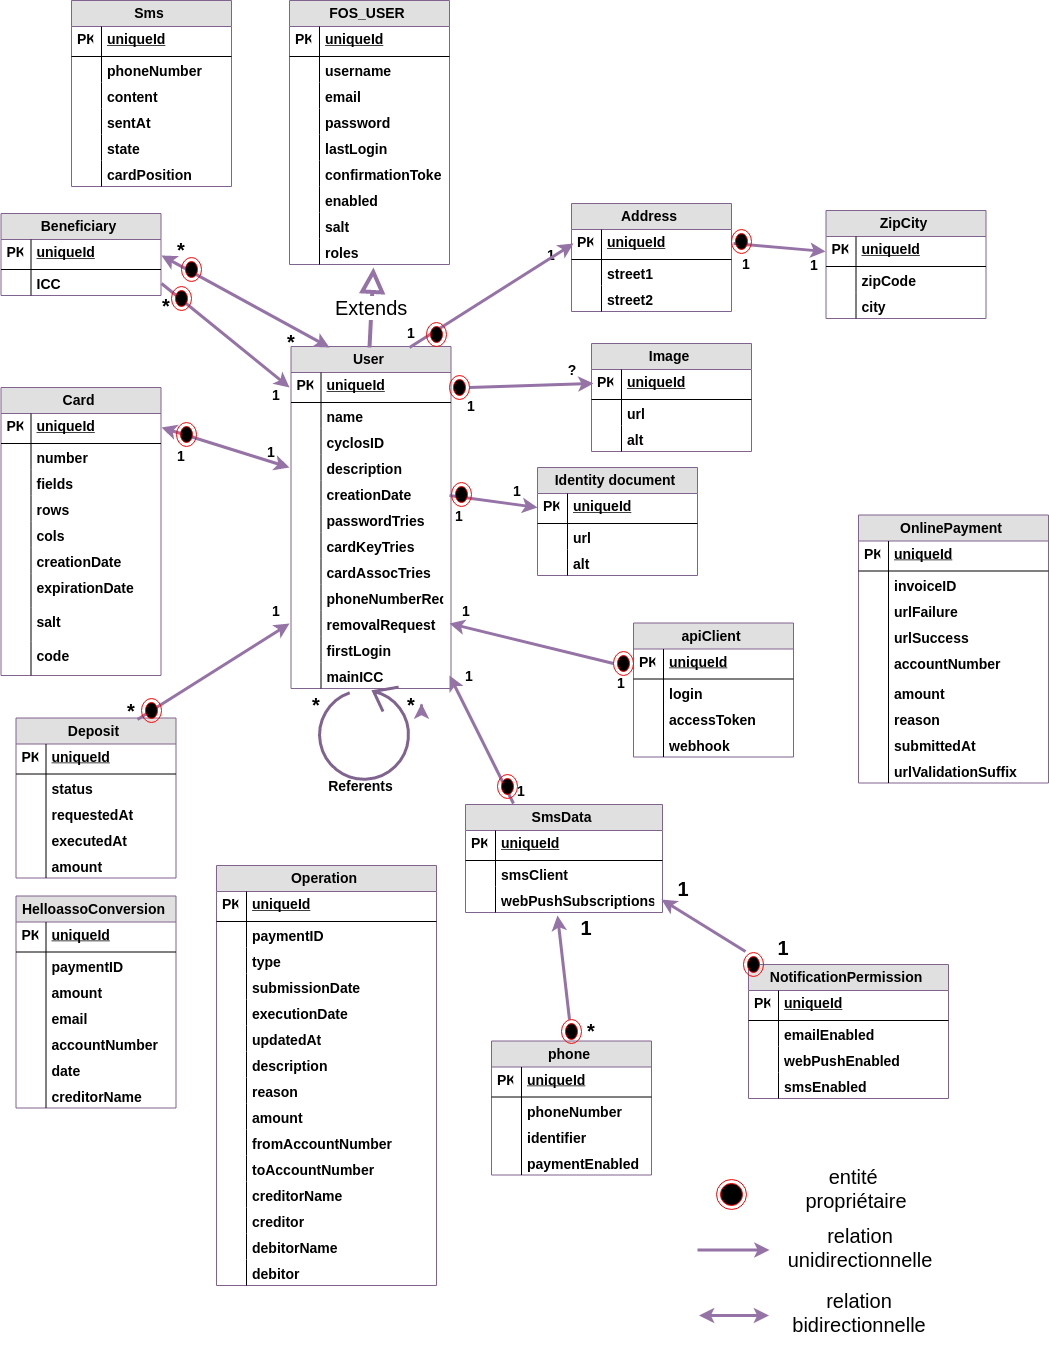 Sms
PK uniqueId
phoneNumber
content
sentAt
state
cardPosition
FOS_USER
PK uniqueId
username
email
password
lastLogin
confirmationToke
enabled
salt
roles
Beneficiary
PK uniqueId
ICC
*
*
*
1
Extends
Address
PK uniqueId
street1
street2
1
1
ZipCity
PK uniqueId
zipCode
city
1
1
User
PK uniqueId
name
cyclosID
description
creationDate
passwordTries
cardKeyTries
cardAssocTries
phoneNumberRec
removalRequest
firstLogin
mainICC
Image
PK uniqueId
url
alt
?
1
Card
PK uniqueId
number
fields
rows
cols
creationDate
expirationDate
salt
code
1
1
Identity document
PK uniqueId
url
alt
1
1
OnlinePayment
PK uniqueId
invoiceID
urlFailure
urlSuccess
accountNumber
amount
reason
submittedAt
urlValidationSuffix
apiClient
PK uniqueId
login
accessToken
webhook
1
1
1
*
Deposit
PK uniqueId
status
requestedAt
executedAt
amount
*
*
Referents
1
1
SmsData
PK uniqueId
smsClient
webPushSubscriptions
HelloassoConversion
PK uniqueId
paymentID
amount
email
accountNumber
date
creditorName
Operation
PK uniqueId
paymentID
type
submissionDate
executionDate
updatedAt
description
reason
amount
fromAccountNumber
toAccountNumber
creditorName
creditor
debitorName
debitor
1
1
1
*
NotificationPermission
PK uniqueId
emailEnabled
webPushEnabled
smsEnabled
phone
PK uniqueId
phoneNumber
identifier
paymentEnabled
entité
propriétaire
relation
unidirectionnelle
relation
bidirectionnelle